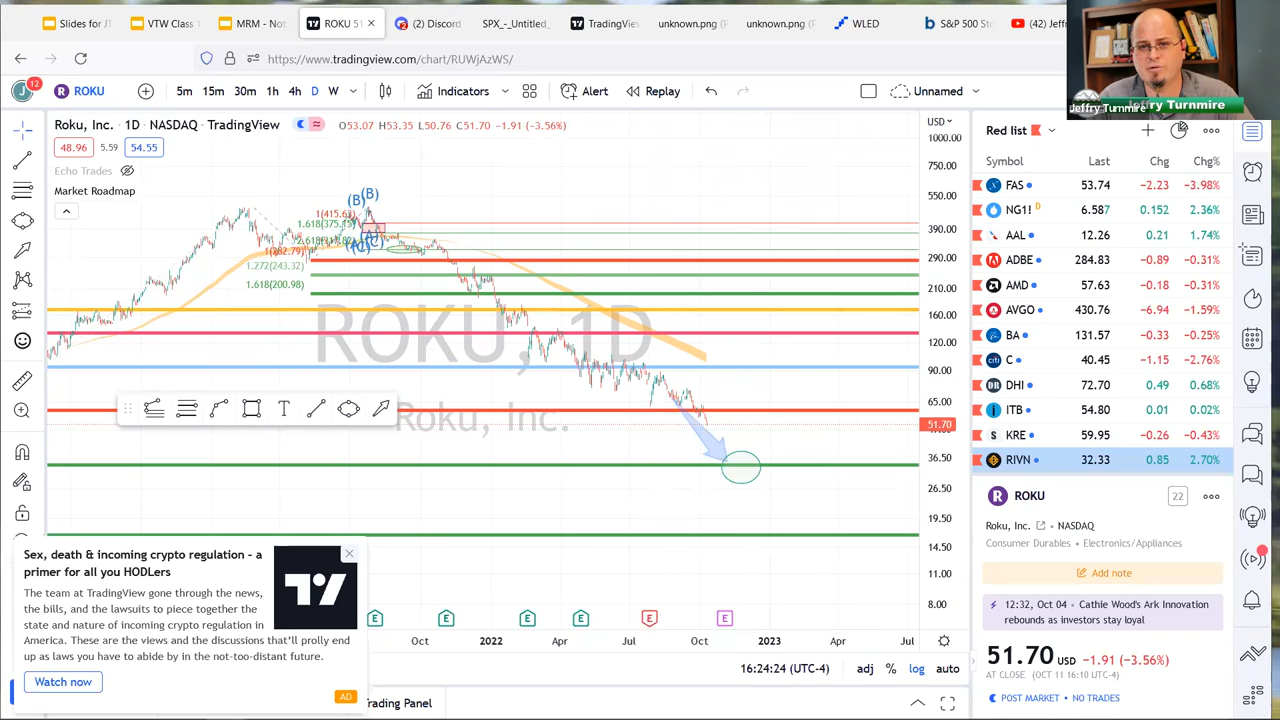 Slides for JT
VTW Class
MRM - Not
ROKU 51
(2) Discord
SPX_-_Untitled_
TradingView
unknown.png
unknown.png
WLED
S&P 500 St
(42) Jeff
https://www.tradingview.com/chart/RUWjAzWS/
Jeffry Turnmire
12
ROKU
5m
15m
30m
1h
4h
D
W
Indicators
Alert
Replay
Unnamed
Roku, Inc. · 1D · NASDAQ · TradingView
48.96
5.59
54.55
Echo Trades
Market Roadmap
USD
1000.00
750.00
550.00
390.00
290.00
210.00
160.00
120.00
90.00
65.00
51.70
36.50
26.50
19.50
14.50
11.00
8.00
(B)
(B)
1(415.63)
1.618(375.15)
1.272(243.32)
1.618(200.98)
ROKU, 1D
Roku, Inc.
Red list
Symbol
Last
Chg
Chg%
FAS
53.74
−2.23
−3.98%
NG1! D
6.587
0.152
2.36%
AAL
12.26
0.21
1.74%
ADBE
284.83
−0.89
−0.31%
AMD
57.63
−0.18
−0.31%
AVGO
430.76
−6.94
−1.59%
BA
131.57
−0.33
−0.25%
C
40.45
−1.15
−2.76%
DHI
72.70
0.49
0.68%
ITB
54.80
0.01
0.02%
KRE
59.95
−0.26
−0.43%
RIVN
32.33
0.85
2.70%
ROKU
22
Roku, Inc.
NASDAQ
Consumer Durables • Electronics/Appliances
Add note
12:32, Oct 04 • Cathie Wood's Ark Innovation
rebounds as investors stay loyal
51.70 USD −1.91 (−3.56%)
AT CLOSE (OCT 11 16:10 UTC-4)
POST MARKET • NO TRADES
Sex, death & incoming crypto regulation - a
primer for all you HODLers
The team at TradingView gone through the news,
the bills, and the lawsuits to piece together the
state and nature of incoming crypto regulation in
America. These are the views and the discussions that'll prolly end
up as laws you have to abide by in the not-too-distant future.
Watch now
AD
E
E
E
E
E
E
Oct
2022
Apr
Jul
Oct
2023
Apr
Jul
16:24:24 (UTC-4)
adj
%
log
auto
rading Panel